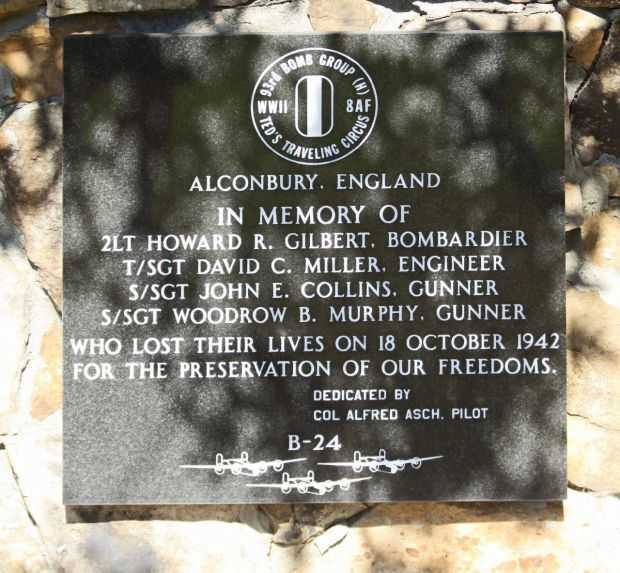 93rd BOMB GROUP (H)
WWII 8AF
TED'S TRAVELING CIRCUS
ALCONBURY, ENGLAND
IN MEMORY OF
2LT HOWARD R. GILBERT, BOMBARDIER
T/SGT DAVID C. MILLER, ENGINEER
S/SGT JOHN E. COLLINS, GUNNER
S/SGT WOODROW B. MURPHY, GUNNER
WHO LOST THEIR LIVES ON 18 OCTOBER 1942
FOR THE PRESERVATION OF OUR FREEDOMS.
DEDICATED BY
COL ALFRED ASCH, PILOT
B-24